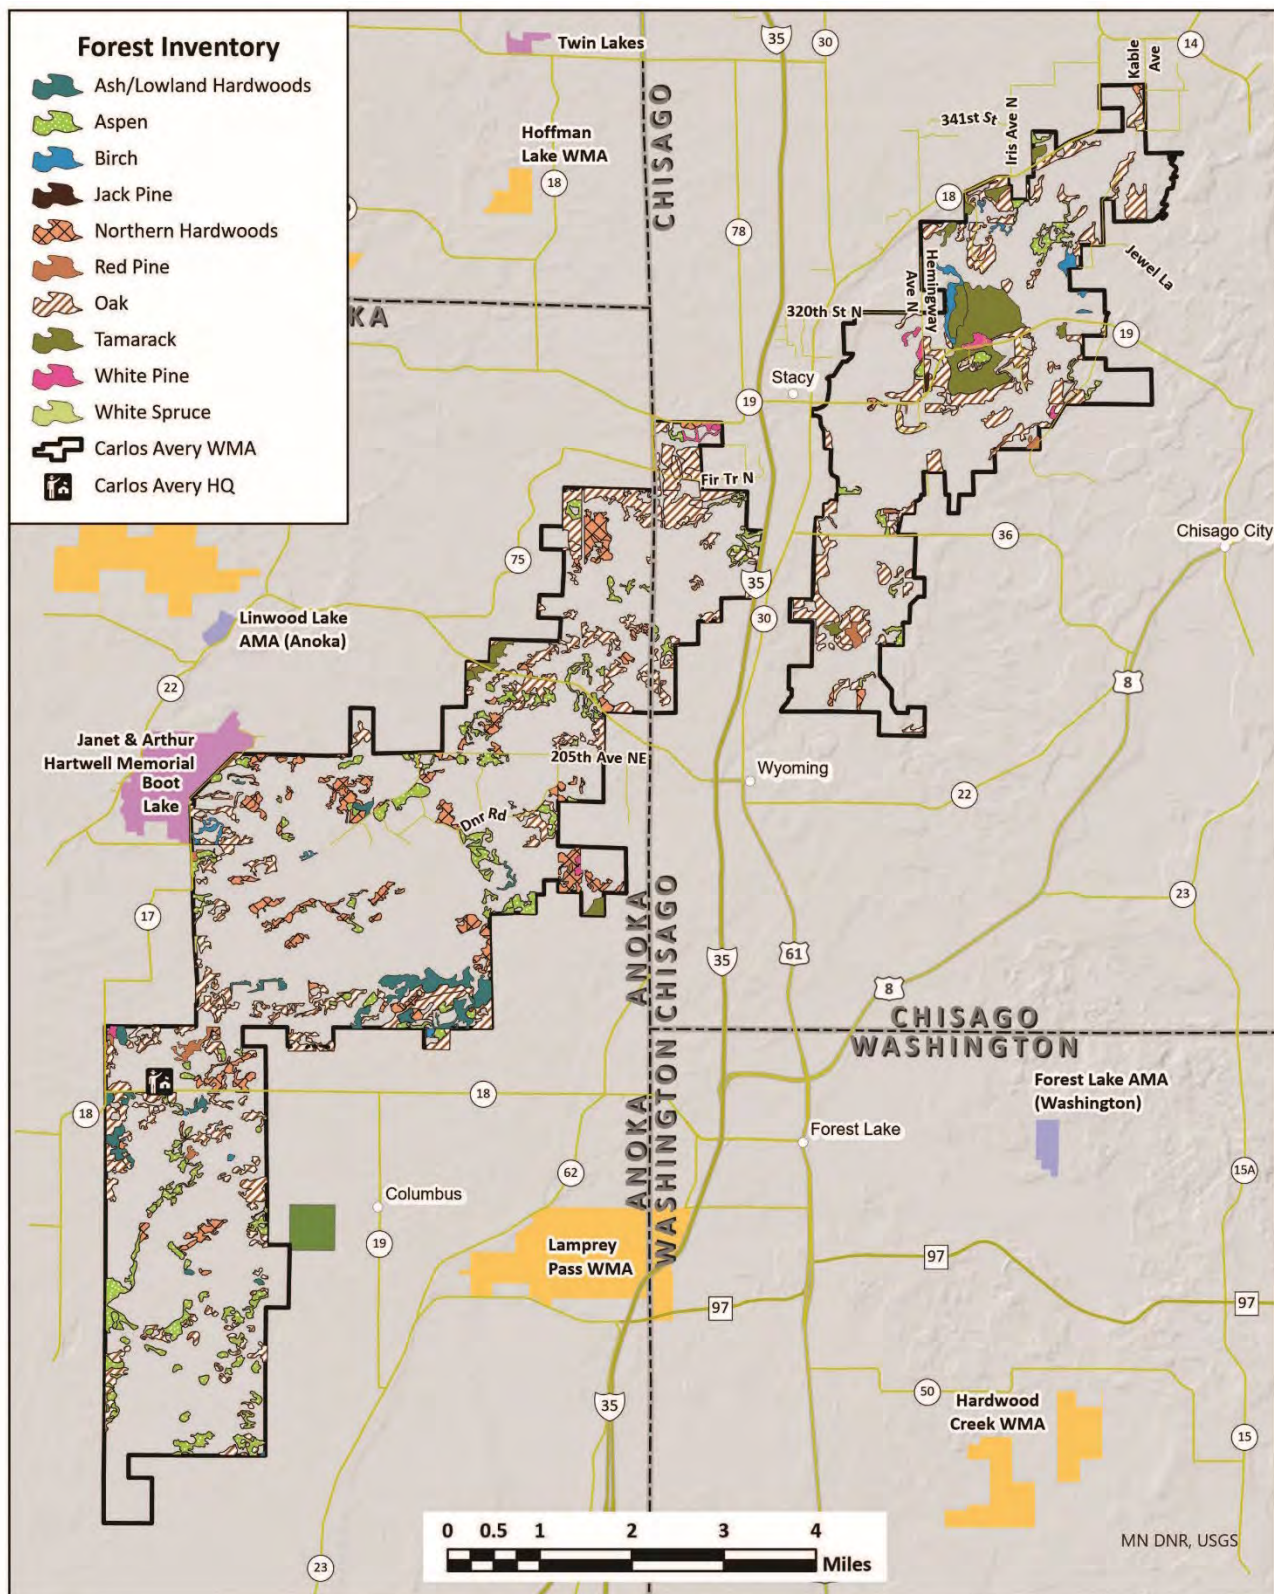 Forest Inventory
Ash/Lowland Hardwoods
Aspen
Birch
Jack Pine
Northern Hardwoods
Red Pine
Oak
Tamarack
White Pine
White Spruce
Carlos Avery WMA
Carlos Avery HQ
Twin Lakes
35
30
14
Kable
Ave
CHISAGO
Hoffman
Lake WMA
18
341st St
Iris Ave N
18
78
Jewel La
Hemingway
Ave N
KA
320th St N
19
Stacy
19
Fir Tr N
75
36
Chisago City
35
30
Linwood Lake
AMA (Anoka)
22
8
Janet & Arthur
Hartwell Memorial
Boot
Lake
205th Ave NE
Wyoming
22
Dnr Rd
17
23
61
35
ANOKA
CHISAGO
8
CHISAGO
WASHINGTON
18
18
Forest Lake AMA
(Washington)
Forest Lake
62
15A
ANOKA
WASHINGTON
Columbus
19
Lamprey
Pass WMA
97
97
97
35
50
Hardwood
Creek WMA
15
0 0.5 1 2 3 4
Miles
MN DNR, USGS
23